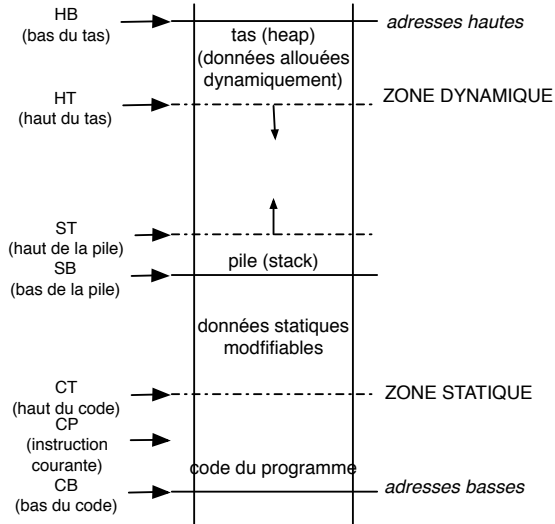 HB
(bas du tas)
adresses hautes
tas (heap)
(données allouées
dynamiquement)
HT
(haut du tas)
ZONE DYNAMIQUE
ST
(haut de la pile)
SB
(bas de la pile)
pile (stack)
données statiques
modfifiables
CT
(haut du code)
ZONE STATIQUE
CP
(instruction
courante)
code du programme
CB
(bas du code)
adresses basses